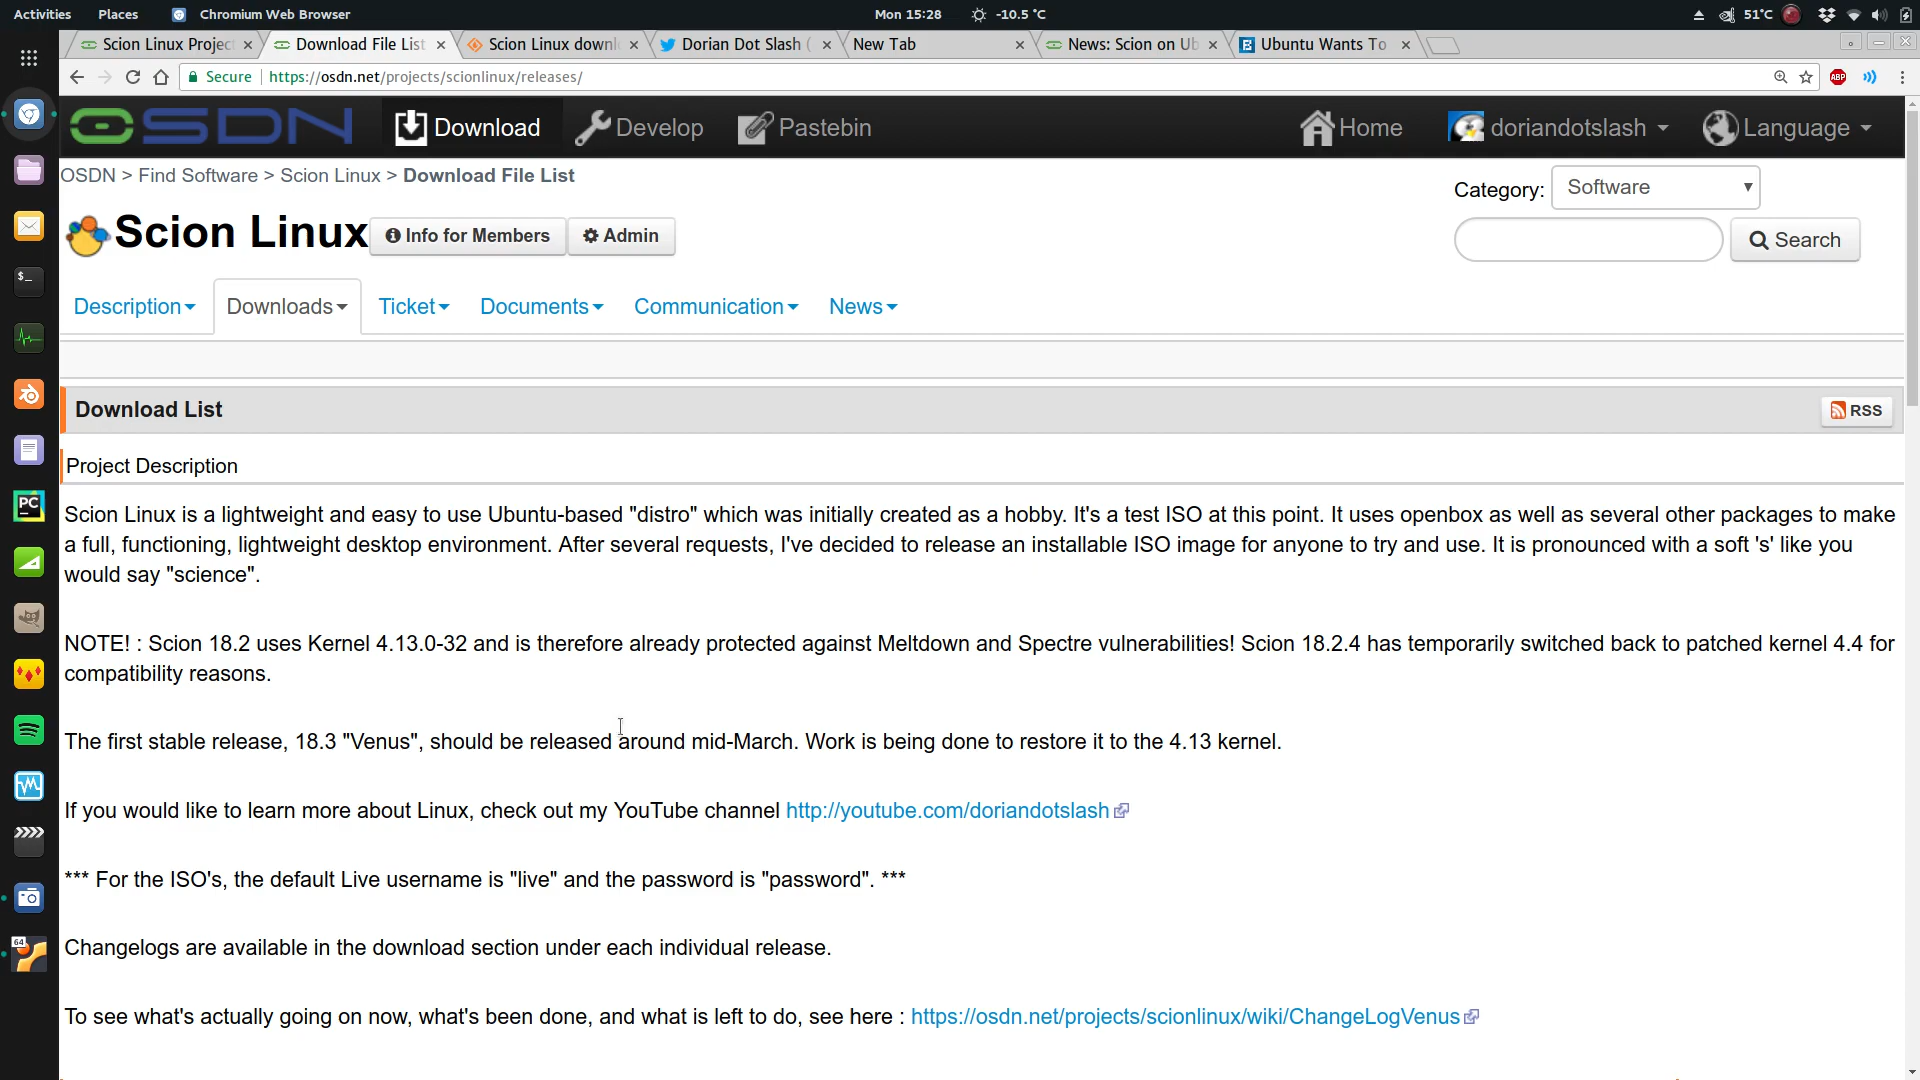 Activities Places Chromium Web Browser Mon 15:28 -10.5 °C 51°C
Scion Linux Projec Download File List Scion Linux downl Dorian Dot Slash ( New Tab News: Scion on Ub Ubuntu Wants To
Secure https://osdn.net/projects/scionlinux/releases/ ABP
OSDN Download Develop Pastebin Home doriandotslash Language
OSDN > Find Software > Scion Linux > Download File List
Category: Software
Scion Linux Info for Members Admin
Search
Description Downloads Ticket Documents Communication News
Download List RSS
Project Description
Scion Linux is a lightweight and easy to use Ubuntu-based "distro" which was initially created as a hobby. It's a test ISO at this point. It uses openbox as well as several other packages to make
a full, functioning, lightweight desktop environment. After several requests, I've decided to release an installable ISO image for anyone to try and use. It is pronounced with a soft 's' like you
would say "science".
NOTE! : Scion 18.2 uses Kernel 4.13.0-32 and is therefore already protected against Meltdown and Spectre vulnerabilities! Scion 18.2.4 has temporarily switched back to patched kernel 4.4 for
compatibility reasons.
The first stable release, 18.3 "Venus", should be released around mid-March. Work is being done to restore it to the 4.13 kernel.
If you would like to learn more about Linux, check out my YouTube channel http://youtube.com/doriandotslash
*** For the ISO's, the default Live username is "live" and the password is "password". ***
Changelogs are available in the download section under each individual release.
To see what's actually going on now, what's been done, and what is left to do, see here : https://osdn.net/projects/scionlinux/wiki/ChangeLogVenus
$_
PC
64